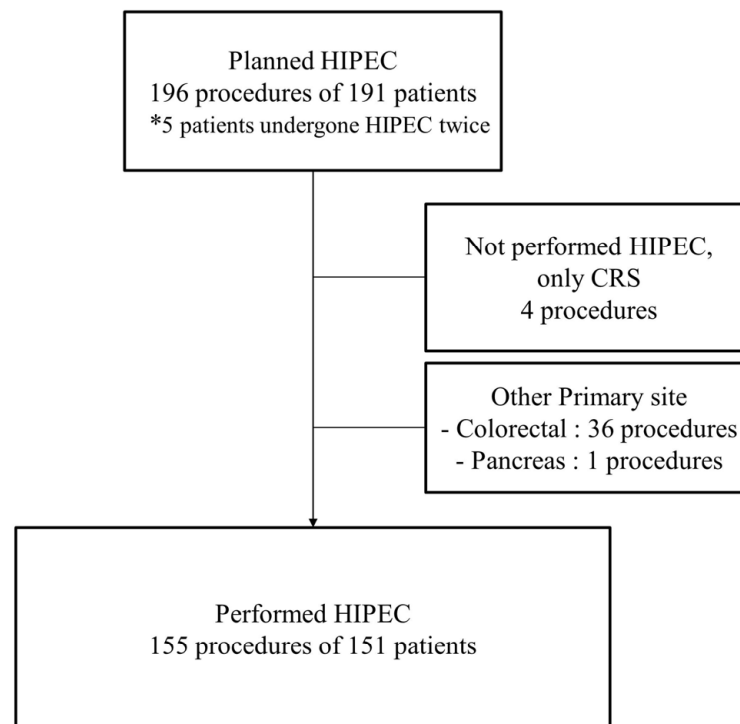 Planned HIPEC
196 procedures of 191 patients
*5 patients undergone HIPEC twice
Not performed HIPEC,
only CRS
4 procedures
Other Primary site
- Colorectal : 36 procedures
- Pancreas : 1 procedures
Performed HIPEC
155 procedures of 151 patients